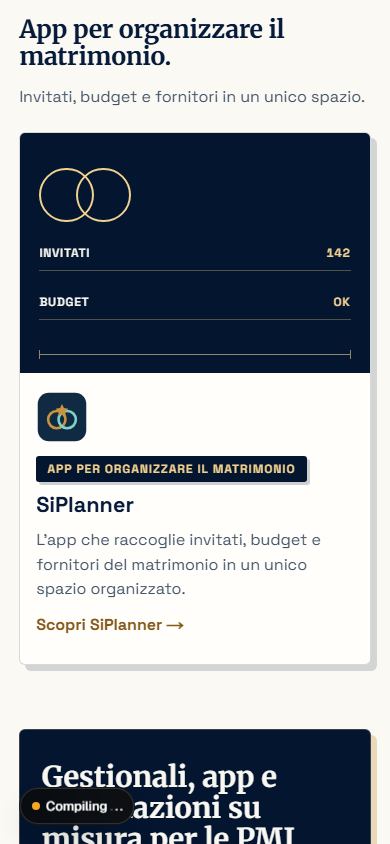 App per organizzare il
matrimonio.
Invitati, budget e fornitori in un unico spazio.
INVITATI 142
BUDGET OK
APP PER ORGANIZZARE IL MATRIMONIO
SiPlanner
L'app che raccoglie invitati, budget e
fornitori del matrimonio in un unico
spazio organizzato.
Scopri SiPlanner →
Gestionali, app e
azioni su
misura per le PMI
Compiling ...